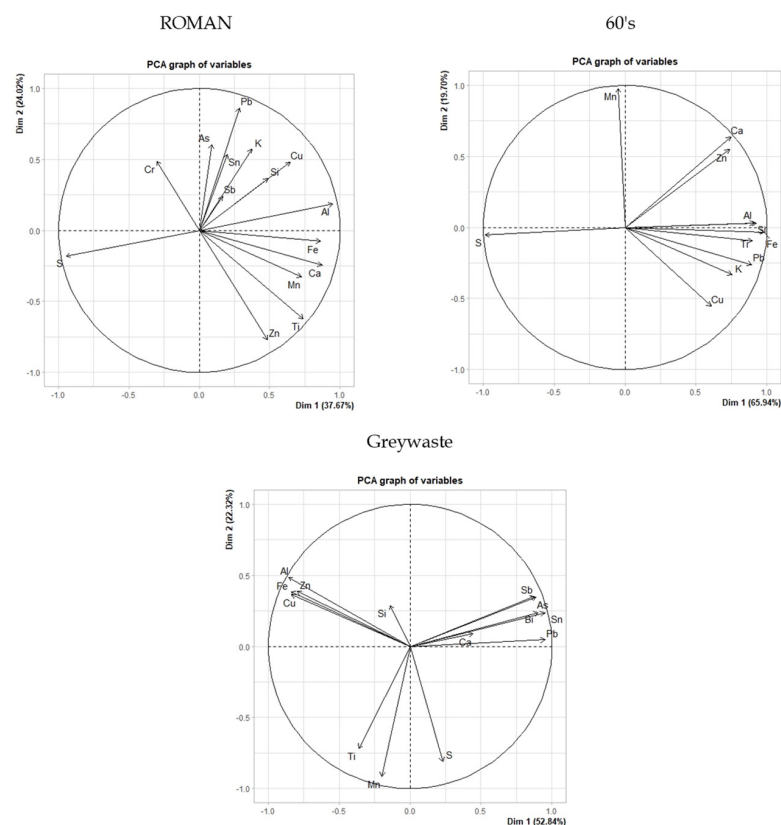 ROMAN
PCA graph of variables
Dim 2 (24.02%)
1.0
0.5
0.0
-0.5
-1.0
Pb
As
K
Cu
Sn
Cr
Si
Sb
Al
Fe
S
Ca
Mn
Ti
Zn
-1.0 -0.5 0.0 0.5 1.0
Dim 1 (37.67%)
60's
PCA graph of variables
Dim 2 (19.70%)
1.0
0.5
0.0
-0.5
-1.0
Mn
Ca
Zn
Al
Si
S
Fe
Tr
Pb
K
Cu
-1.0 -0.5 0.0 0.5 1.0
Dim 1 (65.94%)
Greywaste
PCA graph of variables
Dim 2 (22.32%)
1.0
0.5
0.0
-0.5
-1.0
Al
Fe
Zn
Cu
Si
Sb
As
Bi
Sn
Pb
Ca
Ti
S
Mn
-1.0 -0.5 0.0 0.5 1.0
Dim 1 (52.84%)